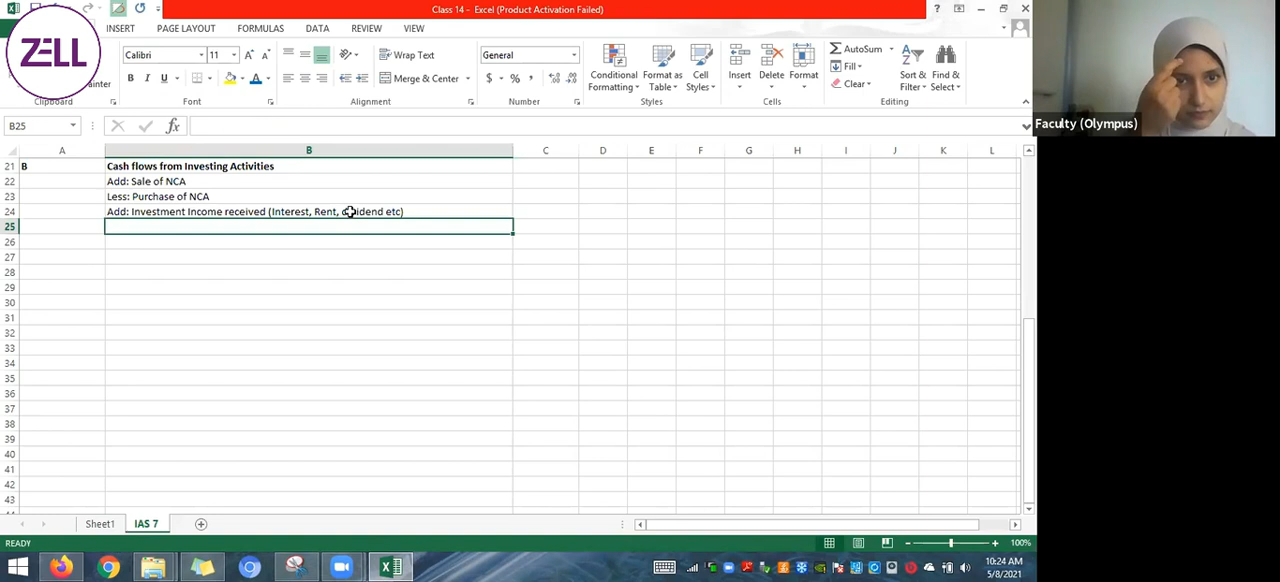 Class 14 - Excel (Product Activation Failed)
ZELL
INSERT PAGE LAYOUT FORMULAS DATA REVIEW VIEW
Calibri 11 Wrap Text General AutoSum
Fill
B I U Merge & Center $ % , Clear
Conditional Formatting Format as Table Cell Styles Insert Delete Format Sort & Filter Find & Select
Clipboard Font Alignment Number Styles Cells Editing
Faculty (Olympus)
B25 fx
A B C D E F G H I J K L
21 B Cash flows from Investing Activities
22 Add: Sale of NCA
23 Less: Purchase of NCA
24 Add: Investment Income received (Interest, Rent, dividend etc)
25
26
27
28
29
30
31
32
33
34
35
36
37
38
39
40
41
42
43
Sheet1 IAS 7
READY 100%
10:24 AM
5/8/2021